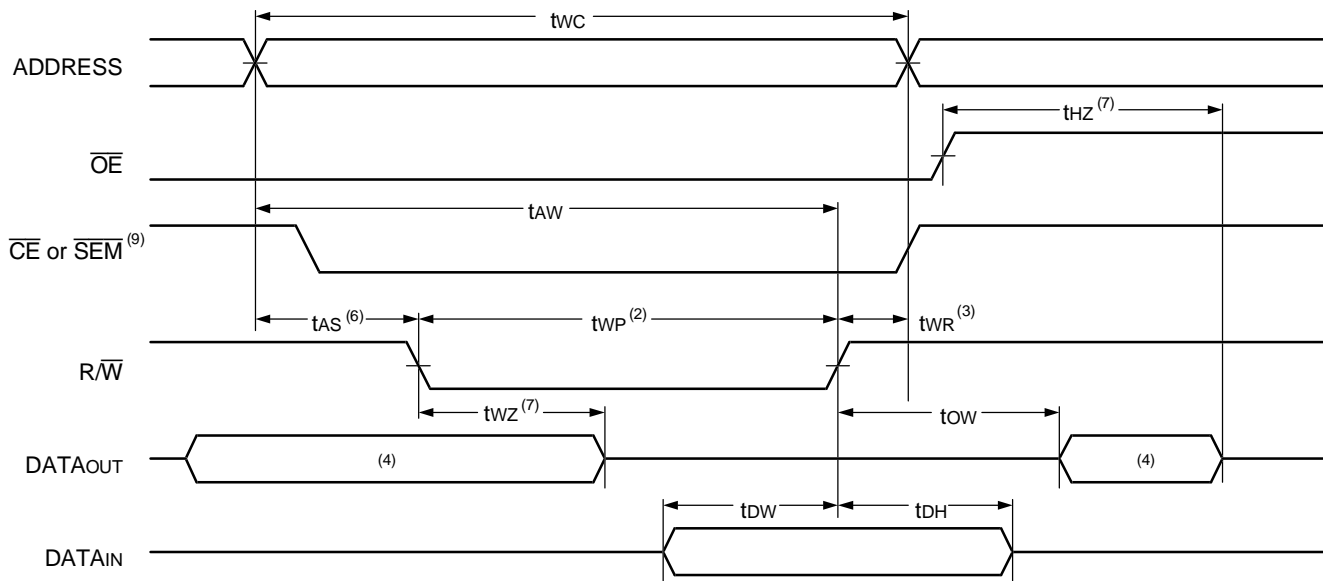 tWC
ADDRESS
tHZ (7)
OE
tAW
CE or SEM (9)
tAS (6)
tWP (2)
tWR (3)
R/W
tWZ (7)
tOW
DATAOUT
(4)
(4)
tDW
tDH
DATAIN